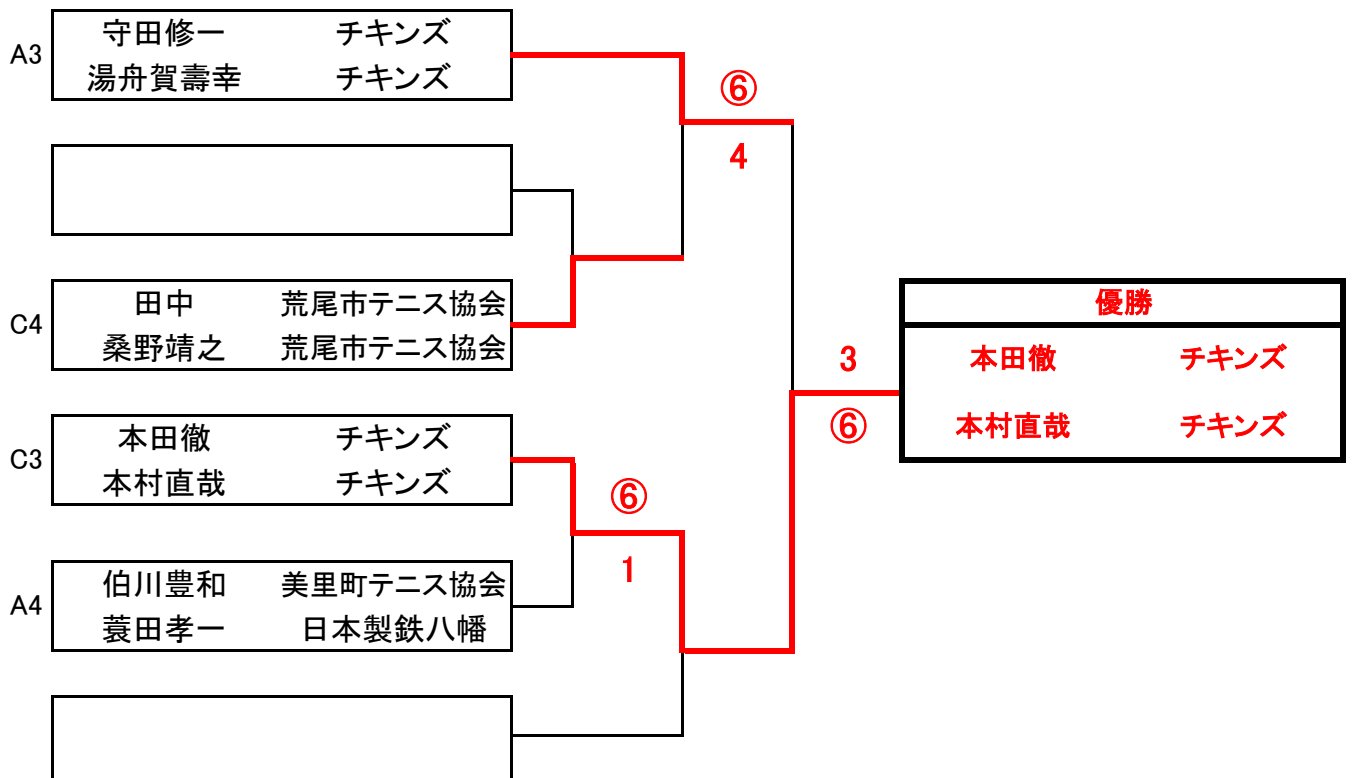 A3
守田修一 チキンズ
湯舟賀壽幸 チキンズ
⑥
4
C4
田中 荒尾市テニス協会
桑野靖之 荒尾市テニス協会
優勝
本田徹 チキンズ
本村直哉 チキンズ
3
⑥
C3
本田徹 チキンズ
本村直哉 チキンズ
⑥
1
A4
伯川豊和 美里町テニス協会
蓑田孝一 日本製鉄八幡